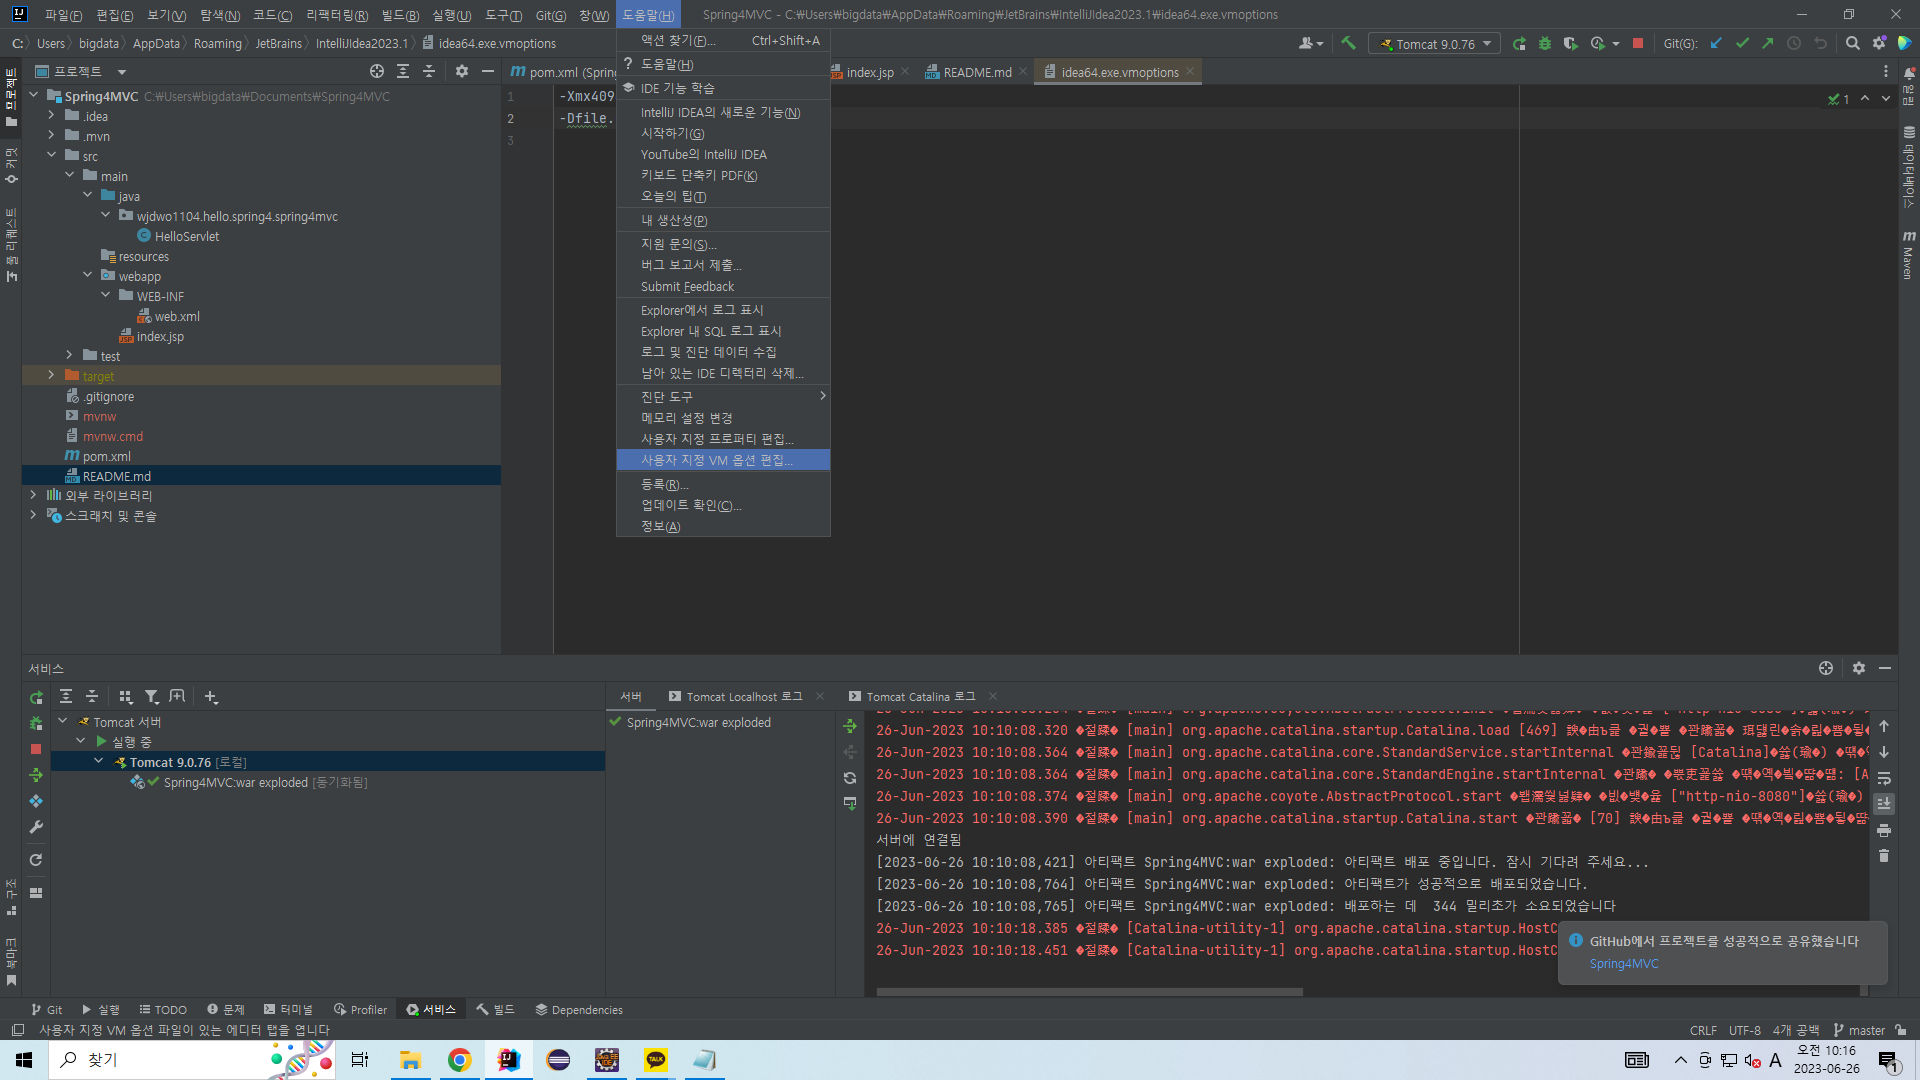 파일(F) 편집(E) 보기(V) 탐색(N) 코드(C) 리팩터링(R) 빌드(B) 실행(U) 도구(T) Git(G) 창(W) 도움말(H) Spring4MVC - C:₩Users₩bigdata₩AppData₩Roaming₩JetBrains₩IntelliJIdea2023.1₩idea64.exe.vmoptions
C: Users bigdata AppData Roaming JetBrains IntelliJIdea2023.1 idea64.exe.vmoptions
Tomcat 9.0.76 Git(G):
프로젝트
pom.xml (Spring index.jsp README.md idea64.exe.vmoptions
Spring4MVC C:₩Users₩bigdata₩Documents₩Spring4MVC
.idea
.mvn
src
main
java
wjdwo1104.hello.spring4.spring4mvc
HelloServlet
resources
webapp
WEB-INF
web.xml
index.jsp
test
target
.gitignore
mvnw
mvnw.cmd
pom.xml
README.md
외부 라이브러리
스크래치 및 콘솔
1 -Xmx409
2 -Dfile.
3
1
액션 찾기(F)... Ctrl+Shift+A
? 도움말(H)
IDE 기능 학습
IntelliJ IDEA의 새로운 기능(N)
시작하기(G)
YouTube의 IntelliJ IDEA
키보드 단축키 PDF(K)
오늘의 팁(T)
내 생산성(P)
지원 문의(S)...
버그 보고서 제출...
Submit Feedback
Explorer에서 로그 표시
Explorer 내 SQL 로그 표시
로그 및 진단 데이터 수집
남아 있는 IDE 디렉터리 삭제...
진단 도구
메모리 설정 변경
사용자 지정 프로퍼티 편집...
사용자 지정 VM 옵션 편집...
등록(R)...
업데이트 확인(C)...
정보(A)
프로젝트
커밋
풀 리퀘스트
구조
북마크
알림
데이터베이스
Maven
서비스
서버 Tomcat Localhost 로그 Tomcat Catalina 로그
Tomcat 서버
실행 중
Tomcat 9.0.76 [로컬]
Spring4MVC:war exploded [동기화됨]
Spring4MVC:war exploded
26-Jun-2023 10:10:08.320 [main] org.apache.catalina.startup.Catalina.load [469]
26-Jun-2023 10:10:08.364 [main] org.apache.catalina.core.StandardService.startInternal [Catalina]
26-Jun-2023 10:10:08.364 [main] org.apache.catalina.core.StandardEngine.startInternal
26-Jun-2023 10:10:08.374 [main] org.apache.coyote.AbstractProtocol.start ["http-nio-8080"]
26-Jun-2023 10:10:08.390 [main] org.apache.catalina.startup.Catalina.start [70]
서버에 연결됨
[2023-06-26 10:10:08,421] 아티팩트 Spring4MVC:war exploded: 아티팩트 배포 중입니다. 잠시 기다려 주세요...
[2023-06-26 10:10:08,764] 아티팩트 Spring4MVC:war exploded: 아티팩트가 성공적으로 배포되었습니다.
[2023-06-26 10:10:08,765] 아티팩트 Spring4MVC:war exploded: 배포하는 데 344 밀리초가 소요되었습니다
26-Jun-2023 10:10:18.385 [Catalina-utility-1] org.apache.catalina.startup.HostC
26-Jun-2023 10:10:18.451 [Catalina-utility-1] org.apache.catalina.startup.HostC
GitHub에서 프로젝트를 성공적으로 공유했습니다
Spring4MVC
Git 실행 TODO 문제 터미널 Profiler 서비스 빌드 Dependencies
사용자 지정 VM 옵션 파일이 있는 에디터 탭을 엽니다 CRLF UTF-8 4개 공백 master
찾기
TALK
A
오전 10:16
2023-06-26
1